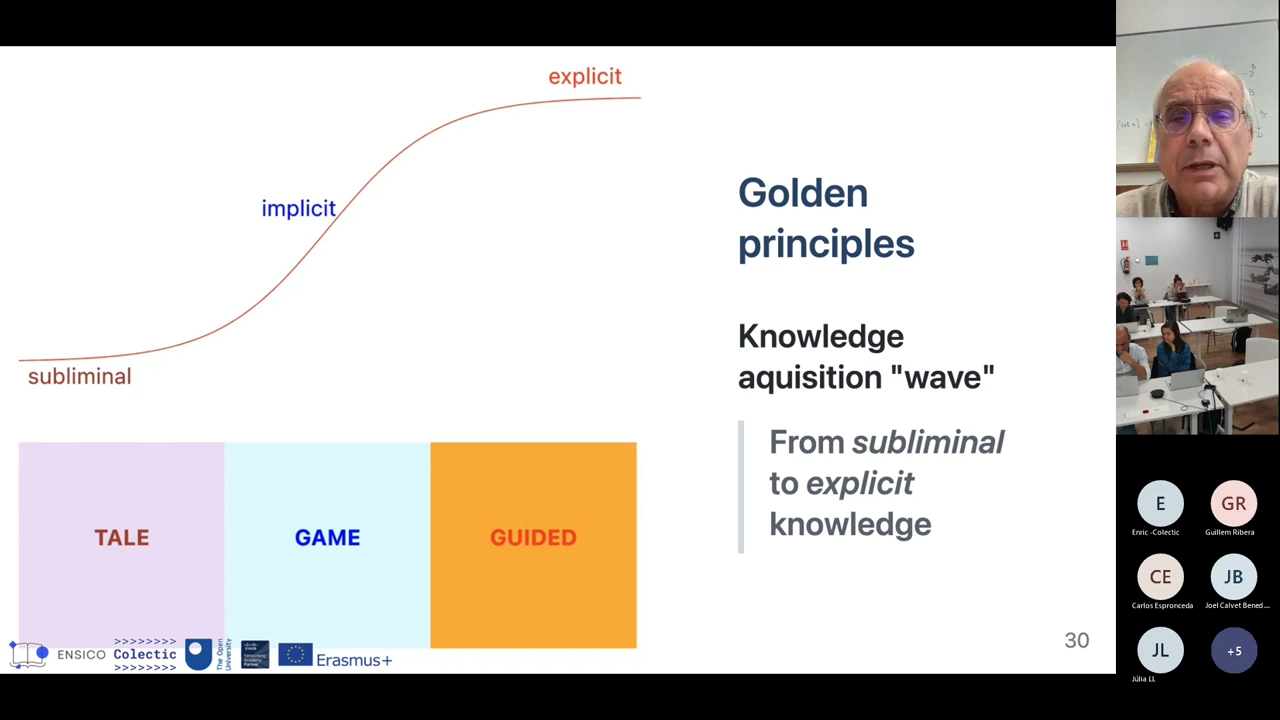 explicit
implicit
subliminal
TALE
GAME
GUIDED
ENSICO
>>>>>>>>
Colectic
>>>>>>>>
The Open
University
Erasmus+
Golden
principles
Knowledge
aquisition "wave"
From subliminal
to explicit
knowledge
30
E
Enric -Colectic
GR
Guillem Ribera
CE
Carlos Espronceda
JB
Joel Calvet Bened...
JL
Júlia LL
+5